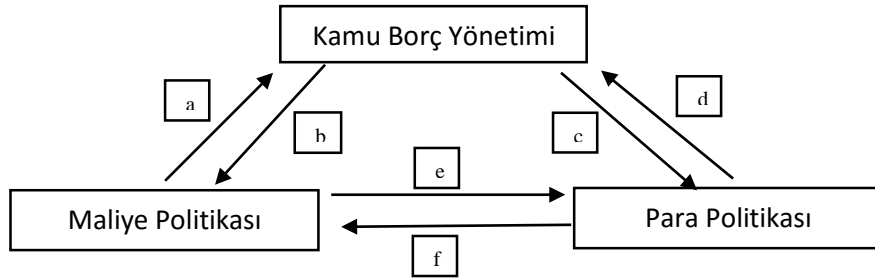 Kamu Borç Yönetimi
a
d
b
c
e
Maliye Politikası
Para Politikası
f